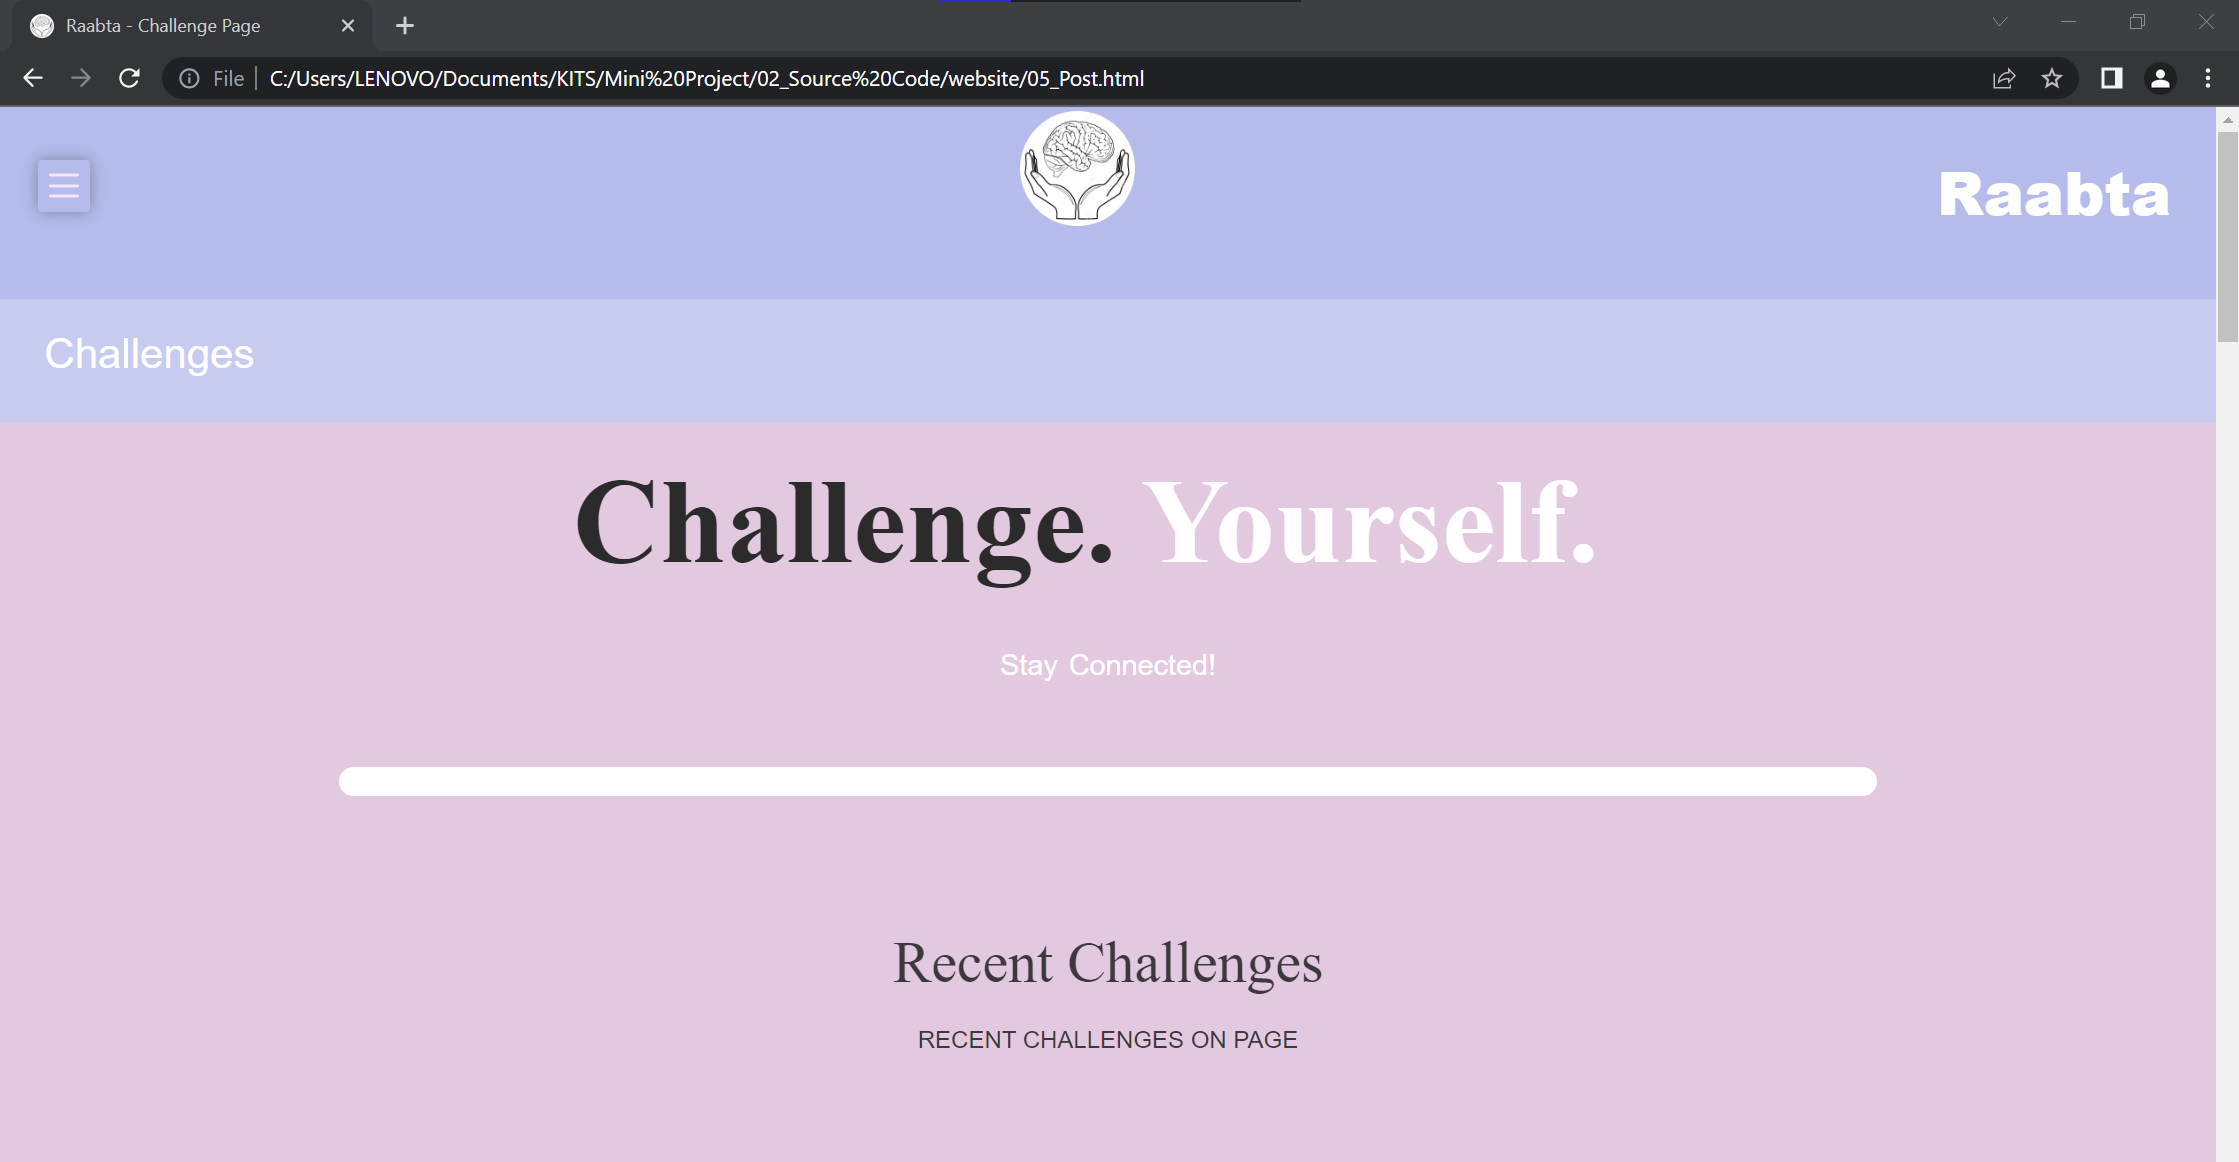 Raabta - Challenge Page
File
C:/Users/LENOVO/Documents/KITS/Mini%20Project/02_Source%20Code/website/05_Post.html
Raabta
Challenges
Challenge. Yourself.
Stay Connected!
Recent Challenges
RECENT CHALLENGES ON PAGE